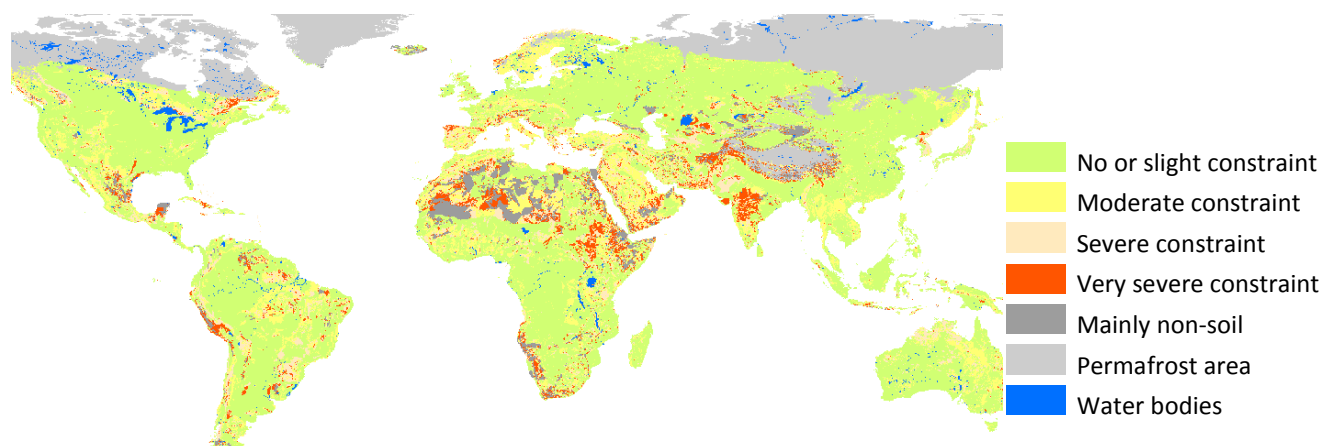 No or slight constraint
Moderate constraint
Severe constraint
Very severe constraint
Mainly non-soil
Permafrost area
Water bodies